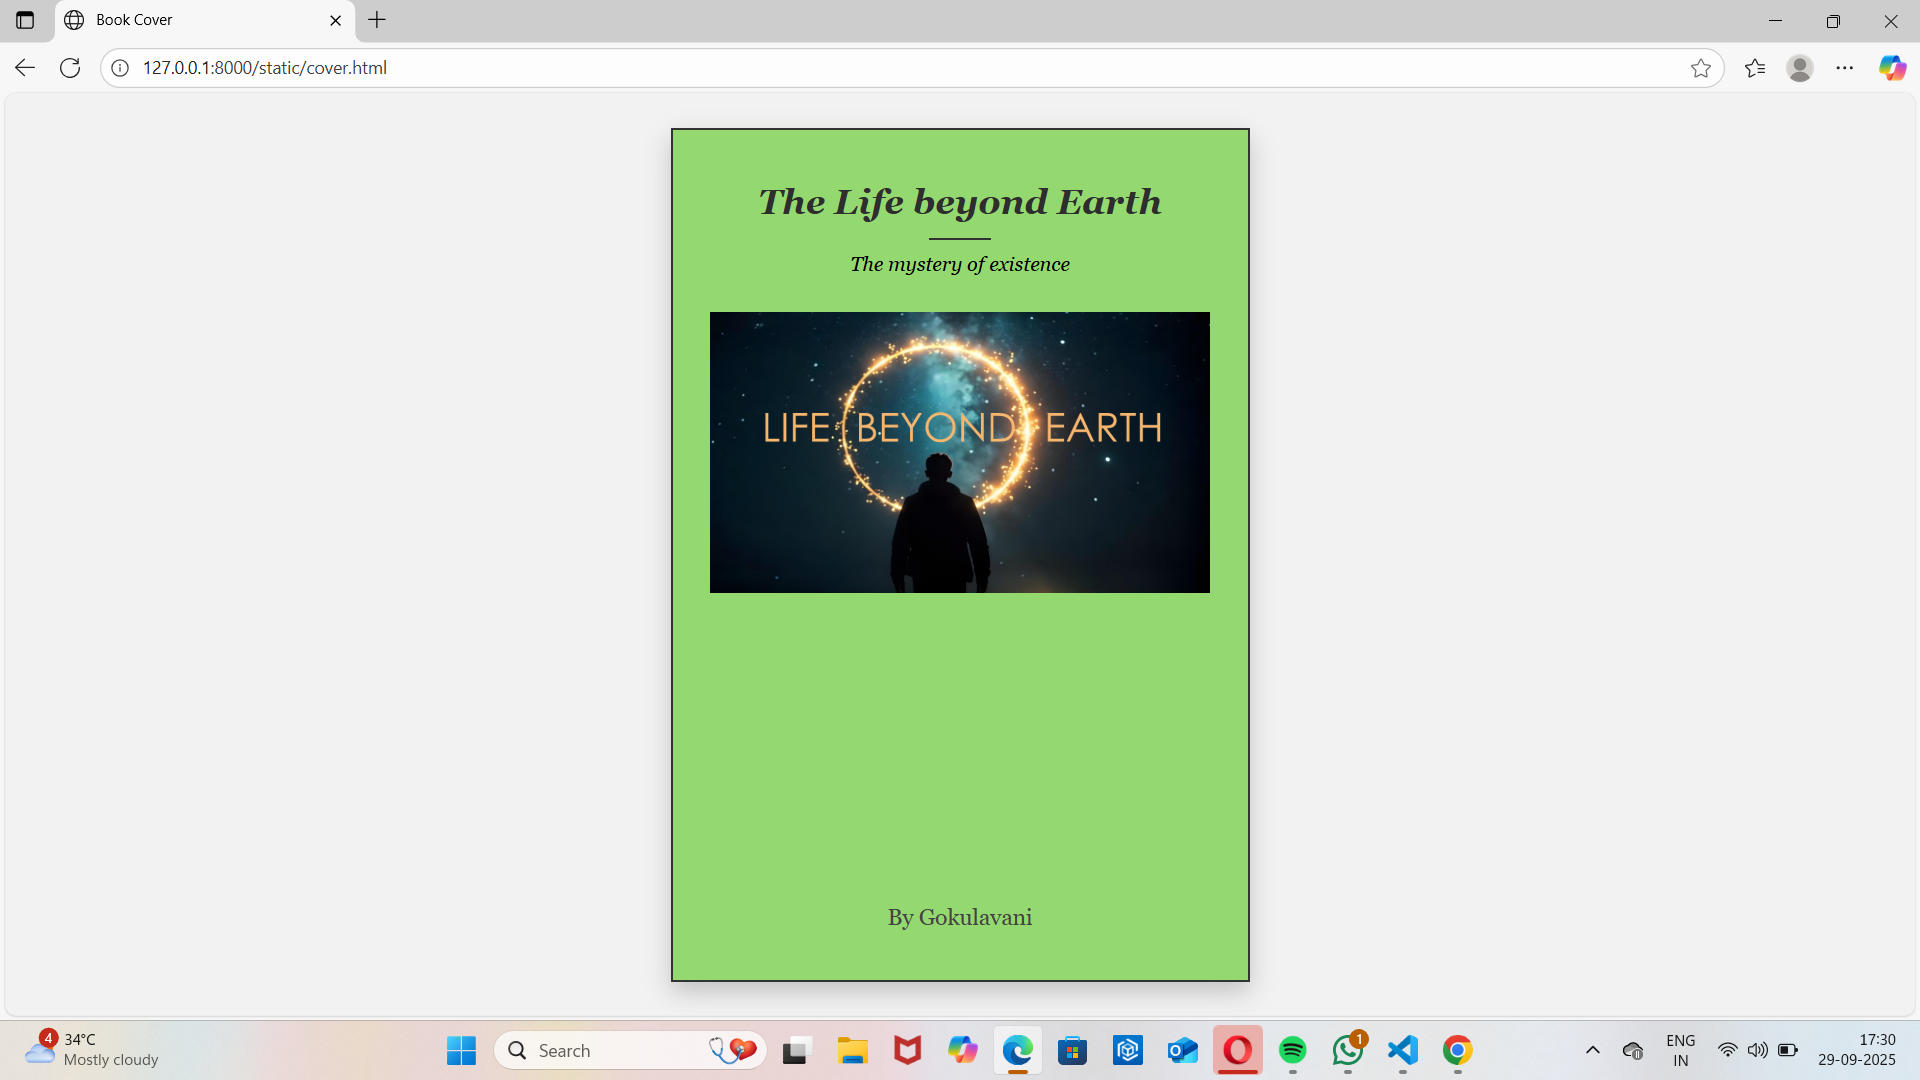 Book Cover
127.0.0.1:8000/static/cover.html
The Life beyond Earth
The mystery of existence
LIFE BEYOND EARTH
By Gokulavani
4
34°C
Mostly cloudy
Search
1
ENG
IN
17:30
29-09-2025